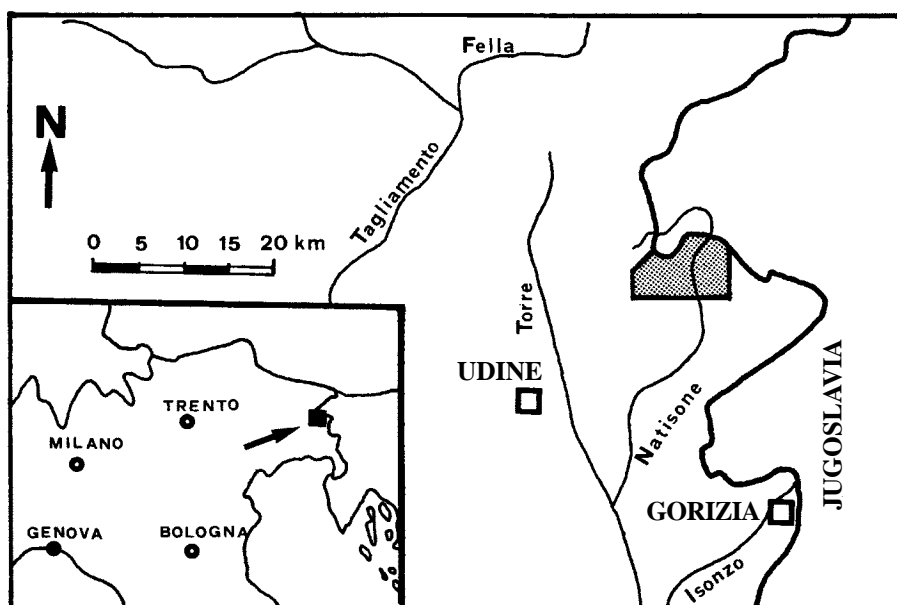 Fella
N
Tagliamento
0 5 10 15 20 km
Torre
UDINE
Natisone
JUGOSLAVIA
GORIZIA
Isonzo
TRENTO
MILANO
GENOVA
BOLOGNA